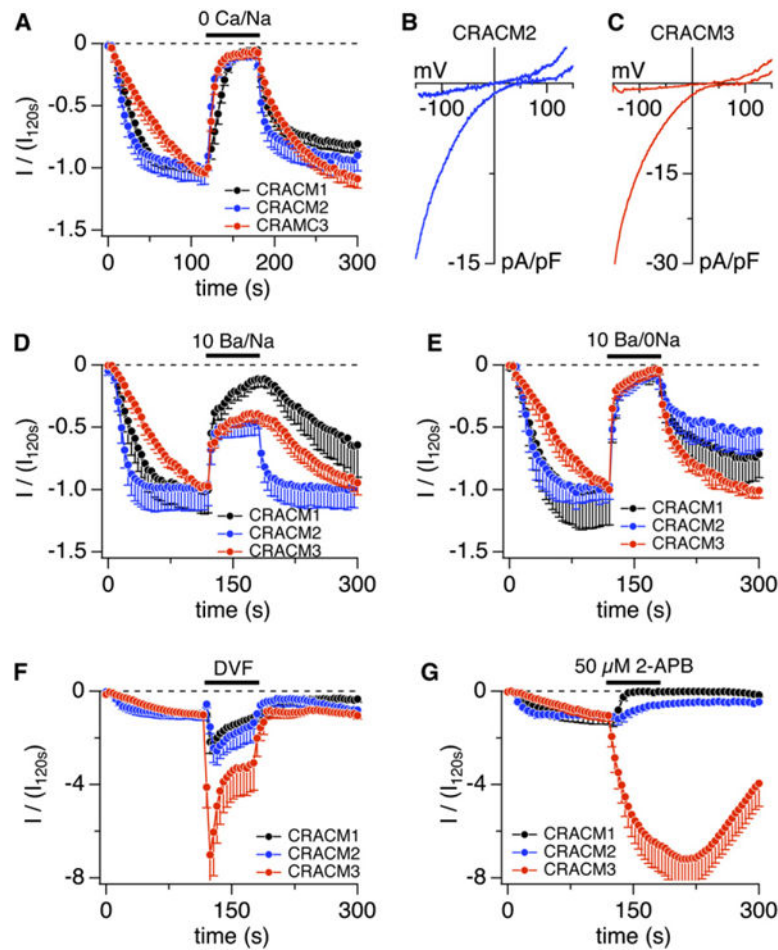 A
0 Ca/Na
0
-0.5
-1.0
-1.5
I / (I120s)
CRACM1
CRACM2
CRAMC3
0
100
200
300
time (s)
B
CRACM2
mV
-100
100
-15
pA/pF
C
CRACM3
mV
-100
100
-15
-30
pA/pF
D
10 Ba/Na
0
-0.5
-1.0
-1.5
I / (I120s)
CRACM1
CRACM2
CRACM3
0
150
300
time (s)
E
10 Ba/0Na
0
-0.5
-1.0
-1.5
I / (I120s)
CRACM1
CRACM2
CRACM3
0
150
300
time (s)
F
DVF
0
-4
-8
I / (I120s)
CRACM1
CRACM2
CRACM3
0
150
300
time (s)
G
50 µM 2-APB
0
-4
-8
I / (I120s)
CRACM1
CRACM2
CRACM3
0
150
300
time (s)